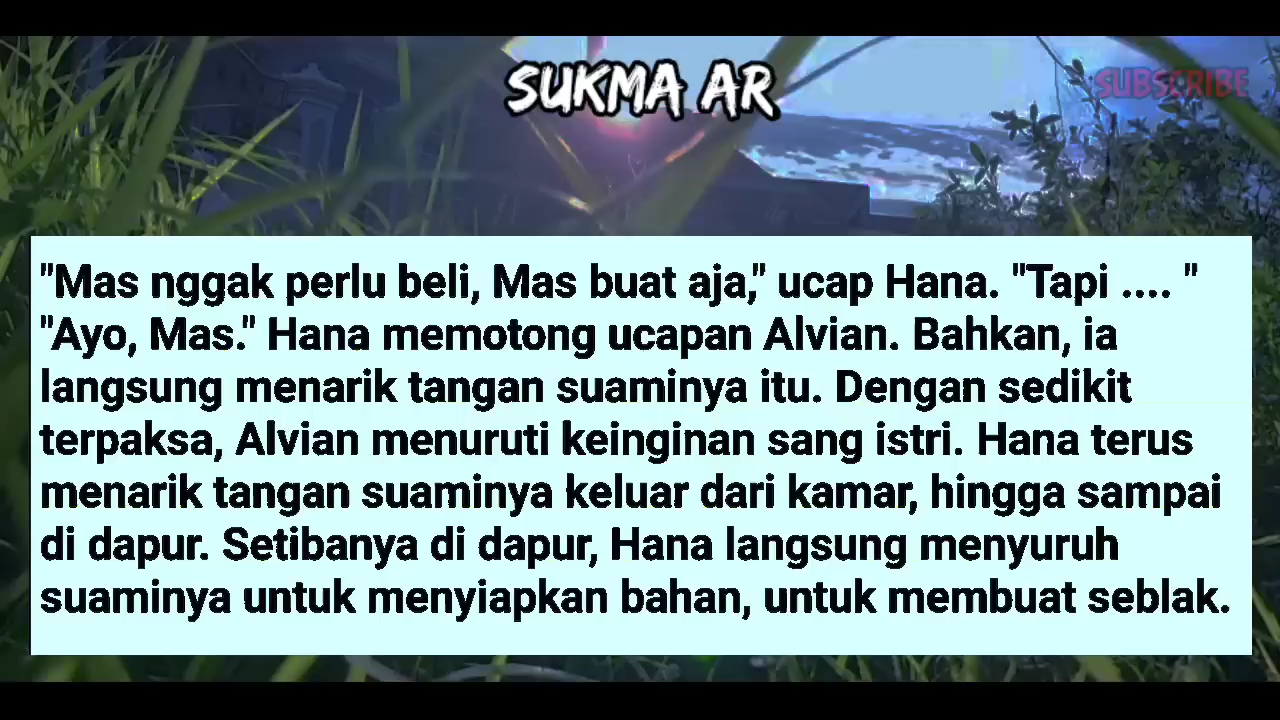 SUKMA AR
SUBSCRIBE
"Mas nggak perlu beli, Mas buat aja," ucap Hana. "Tapi .... "
"Ayo, Mas." Hana memotong ucapan Alvian. Bahkan, ia
langsung menarik tangan suaminya itu. Dengan sedikit
terpaksa, Alvian menuruti keinginan sang istri. Hana terus
menarik tangan suaminya keluar dari kamar, hingga sampai
di dapur. Setibanya di dapur, Hana langsung menyuruh
suaminya untuk menyiapkan bahan, untuk membuat seblak.